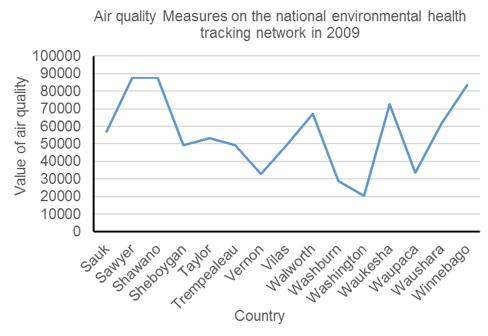 Air quality Measures on the national environmental health
tracking network in 2009
Value of air quality
100000
90000
80000
70000
60000
50000
40000
30000
20000
10000
0
Sauk
Sawyer
Shawano
Sheboygan
Taylor
Trempealeau
Vernon
Vilas
Walworth
Washburn
Washington
Waukesha
Waupaca
Waushara
Winnebago
Country